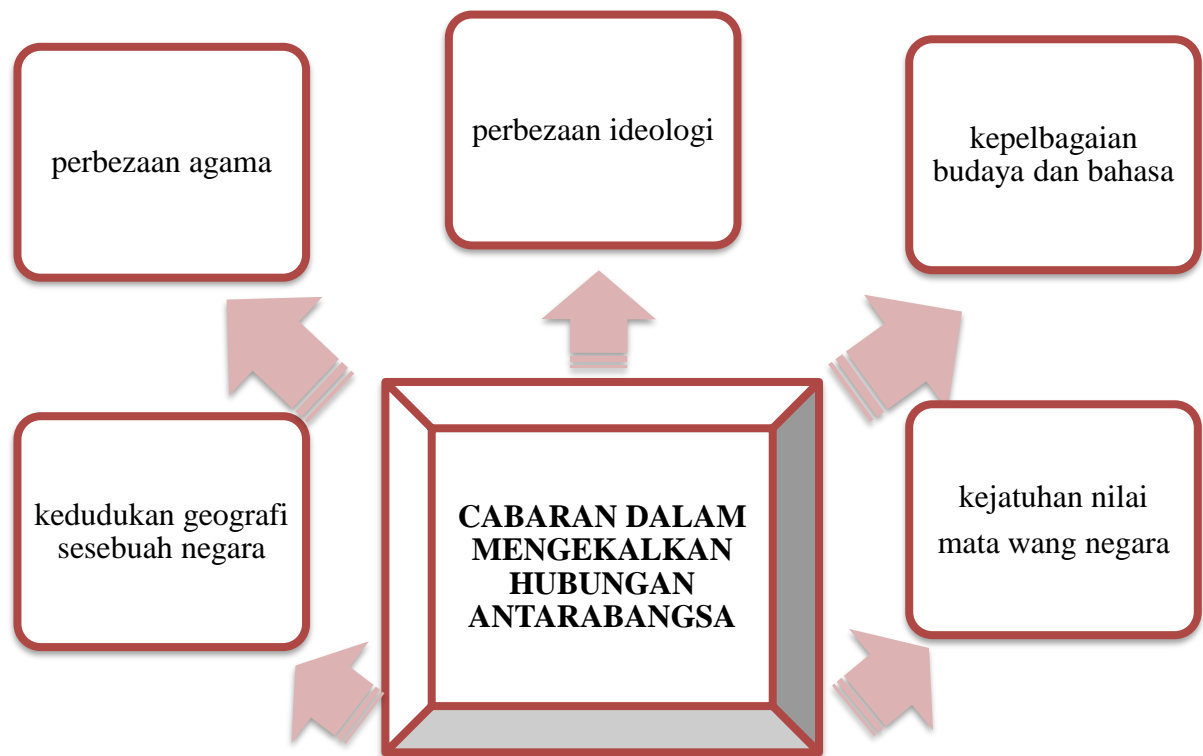 perbezaan agama
perbezaan ideologi
kepelbagaian
budaya dan bahasa
kedudukan geografi
sesebuah negara
CABARAN DALAM
MENGEKALKAN
HUBUNGAN
ANTARABANGSA
kejatuhan nilai
mata wang negara